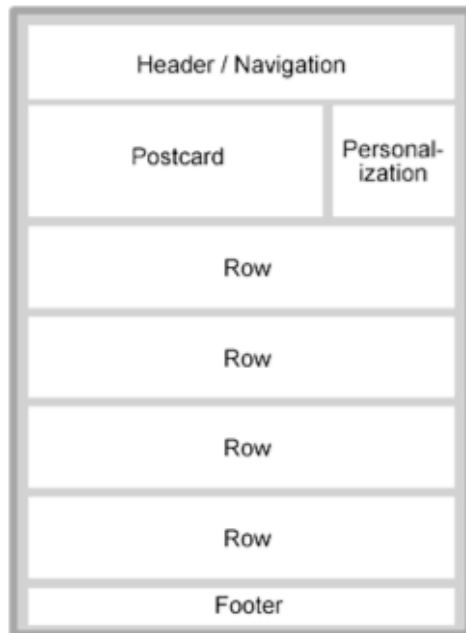 Header / Navigation
Postcard
Personal-
ization
Row
Row
Row
Row
Footer